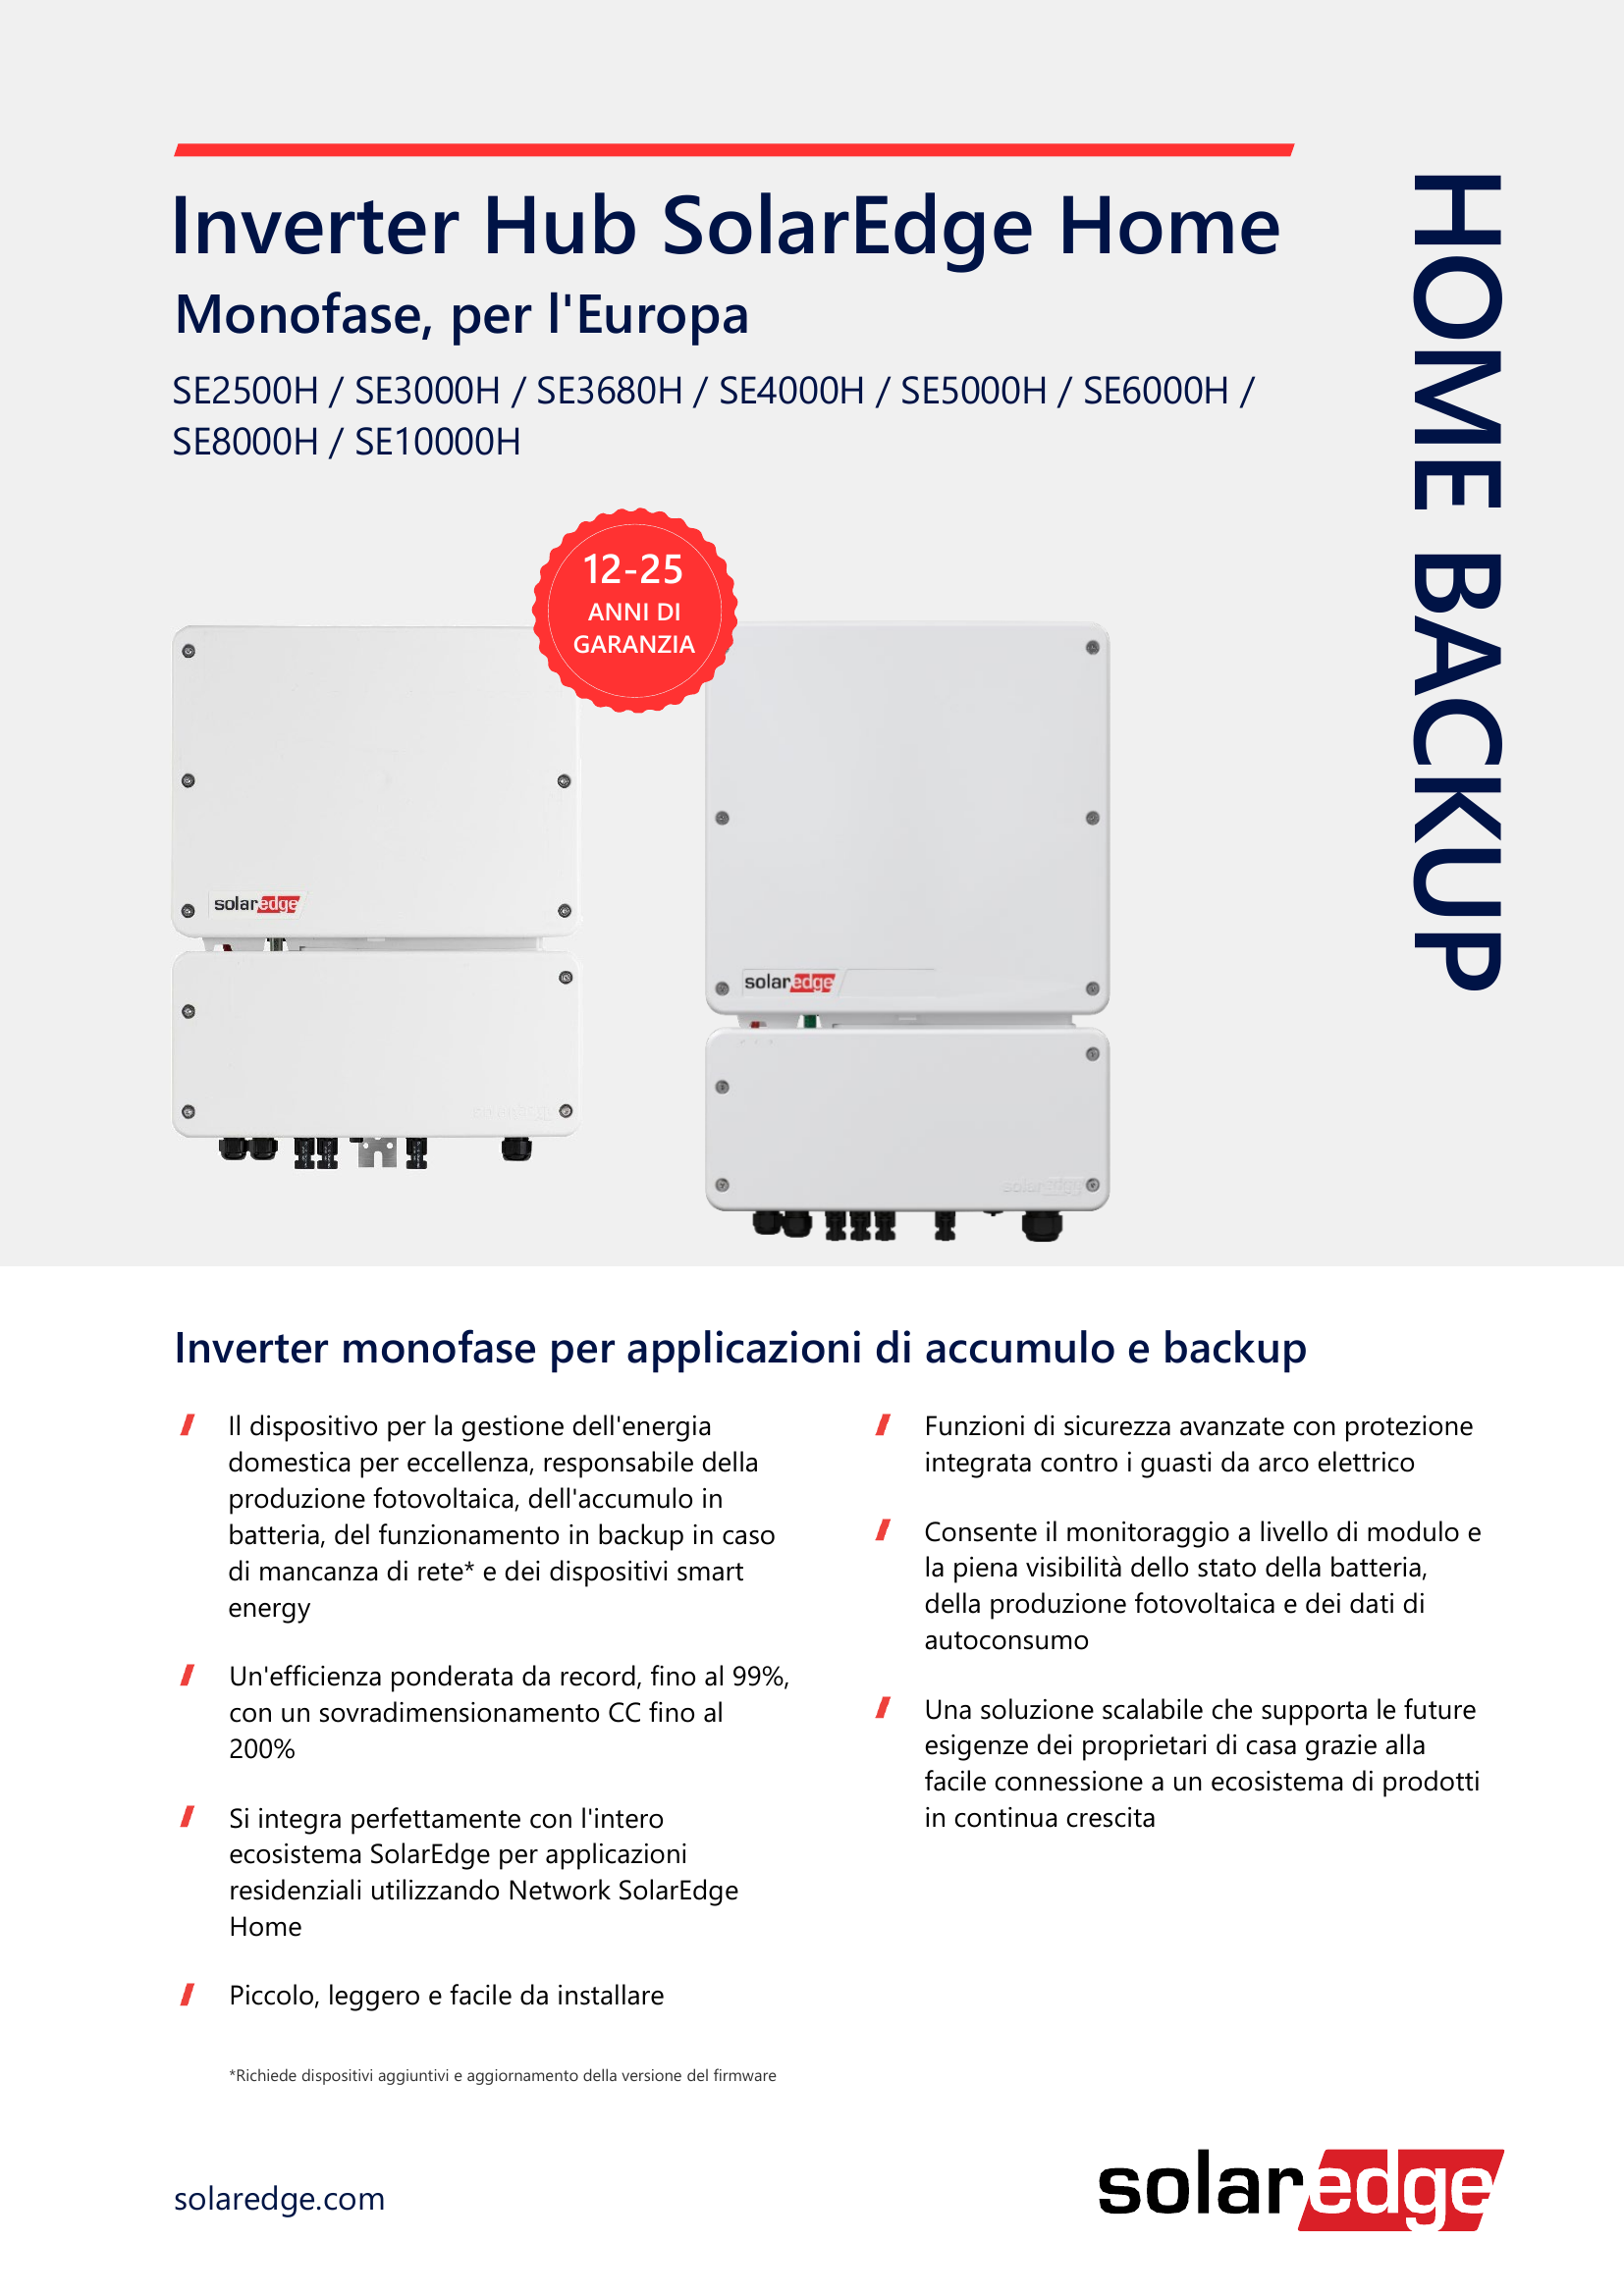 Inverter Hub SolarEdge Home
Monofase, per l'Europa
SE2500H / SE3000H / SE3680H / SE4000H / SE5000H / SE6000H /
SE8000H / SE10000H
HOME BACKUP
12-25
ANNI DI
GARANZIA
solaredge
solaredge
solaredge
solaredge
Inverter monofase per applicazioni di accumulo e backup
Il dispositivo per la gestione dell'energia
domestica per eccellenza, responsabile della
produzione fotovoltaica, dell'accumulo in
batteria, del funzionamento in backup in caso
di mancanza di rete* e dei dispositivi smart
energy
Un'efficienza ponderata da record, fino al 99%,
con un sovradimensionamento CC fino al
200%
Si integra perfettamente con l'intero
ecosistema SolarEdge per applicazioni
residenziali utilizzando Network SolarEdge
Home
Piccolo, leggero e facile da installare
*Richiede dispositivi aggiuntivi e aggiornamento della versione del firmware
Funzioni di sicurezza avanzate con protezione
integrata contro i guasti da arco elettrico
Consente il monitoraggio a livello di modulo e
la piena visibilità dello stato della batteria,
della produzione fotovoltaica e dei dati di
autoconsumo
Una soluzione scalabile che supporta le future
esigenze dei proprietari di casa grazie alla
facile connessione a un ecosistema di prodotti
in continua crescita
solaredge.com
solaredge